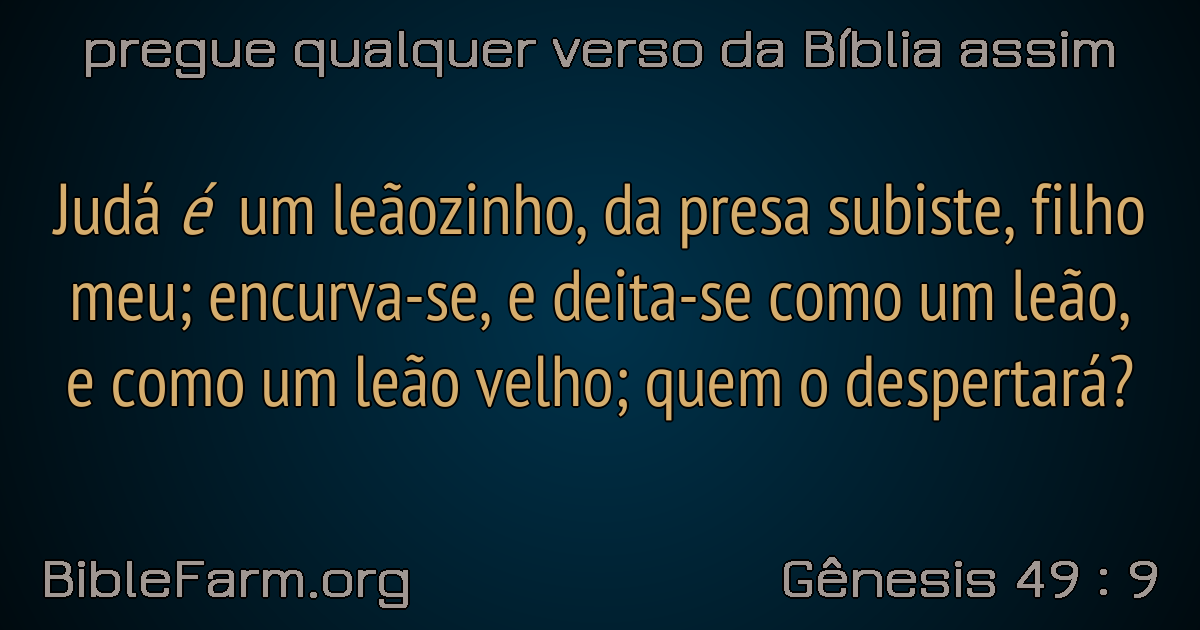 pregue qualquer verso da Bíblia assim
Judá é um leãozinho, da presa subiste, filho
meu; encurva-se, e deita-se como um leão,
e como um leão velho; quem o despertará?
BibleFarm.org
Gênesis 49 : 9